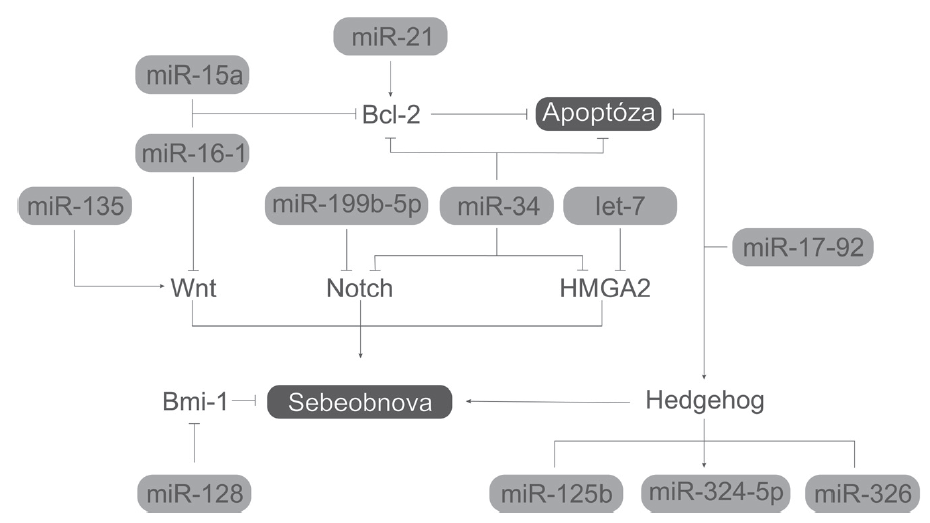 miR-21
miR-15a
Bcl-2
Apoptóza
miR-16-1
miR-135
miR-199b-5p
miR-34
let-7
miR-17-92
Wnt
Notch
HMGA2
Bmi-1
Sebeobnova
Hedgehog
miR-128
miR-125b
miR-324-5p
miR-326